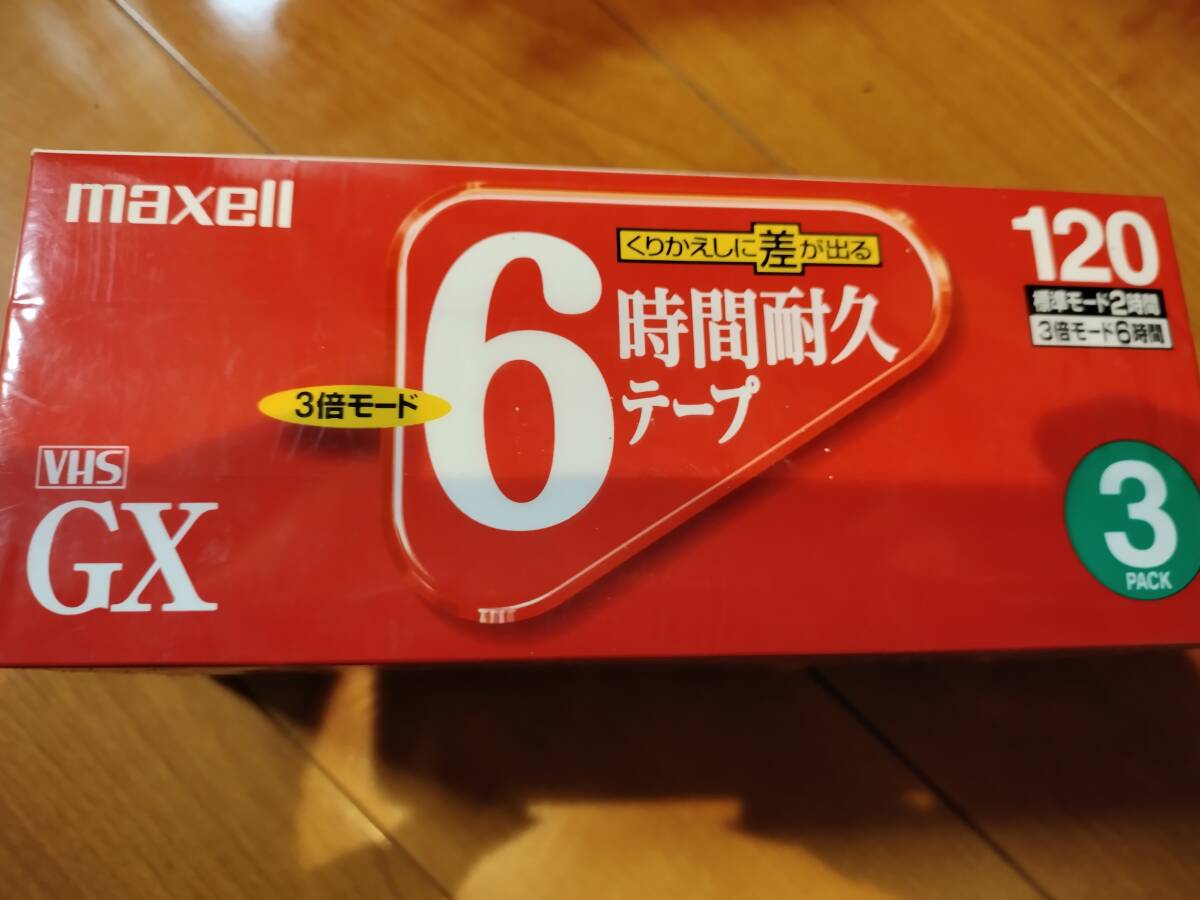 maxell
くりかえしに差が出る
6時間耐久
テープ
3倍モード
120
標準モード2時間
3倍モード6時間
VHS
GX
3
PACK